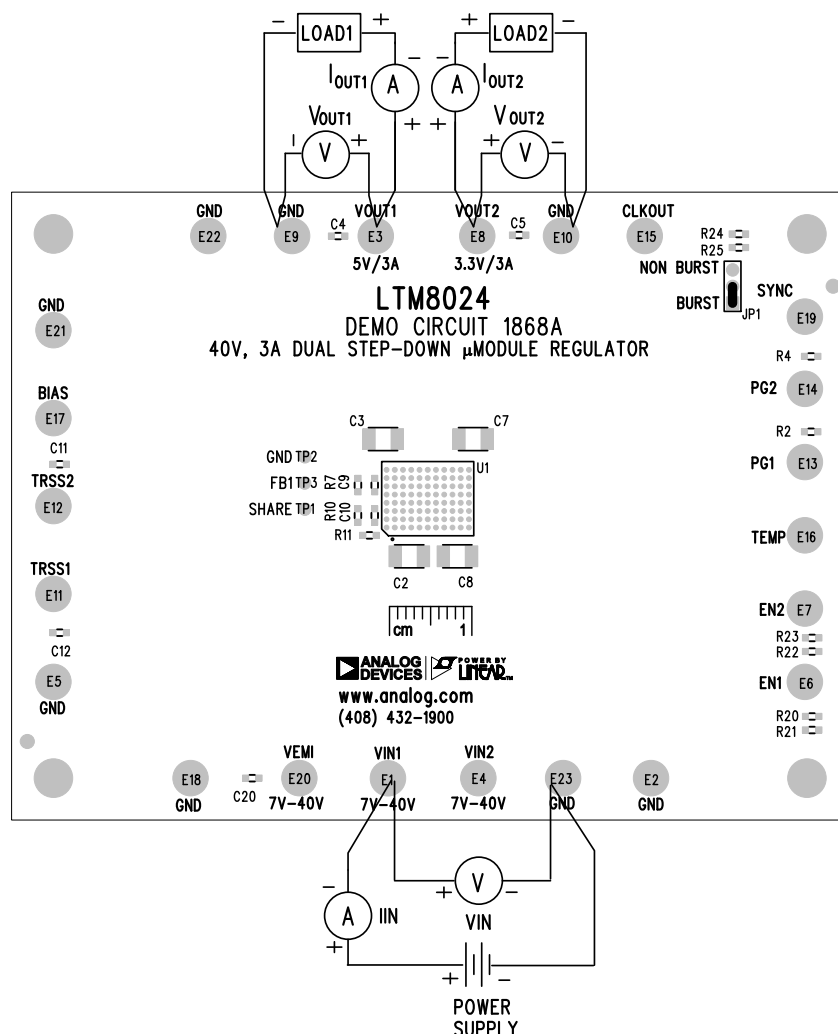 - LOAD1 + + LOAD2 -
IOUT1 - A + A - + IOUT2
VOUT1 - V + VOUT2 + V -
GND GND VOUT1 VOUT2 GND CLKOUT
E22 E9 C4 E3 E8 C5 E10 E15
5V/3A 3.3V/3A
R24
R25
NON BURST
BURST
SYNC
JP1
E19
LTM8024
DEMO CIRCUIT 1868A
40V, 3A DUAL STEP-DOWN µMODULE REGULATOR
GND
E21
BIAS
E17
C11
TRSS2
E12
TRSS1
E11
C12
E5
GND
R4
PG2 E14
R2
PG1 E13
TEMP E16
EN2 E7
R23
R22
EN1 E6
R20
R21
C3 C7
U1
GND TP2
FB1 TP3
SHARE TP1
R7 C9
R10 C10
R11
C2 C8
cm 1
ANALOG DEVICES POWER BY LINEAR™
www.analog.com
(408) 432-1900
VEMI VIN1 VIN2
E18 C20 E20 E1 E4 E23 E2
GND 7V-40V 7V-40V 7V-40V GND GND
- A + IIN
+ V -
VIN
+ -
POWER
SUPPLY